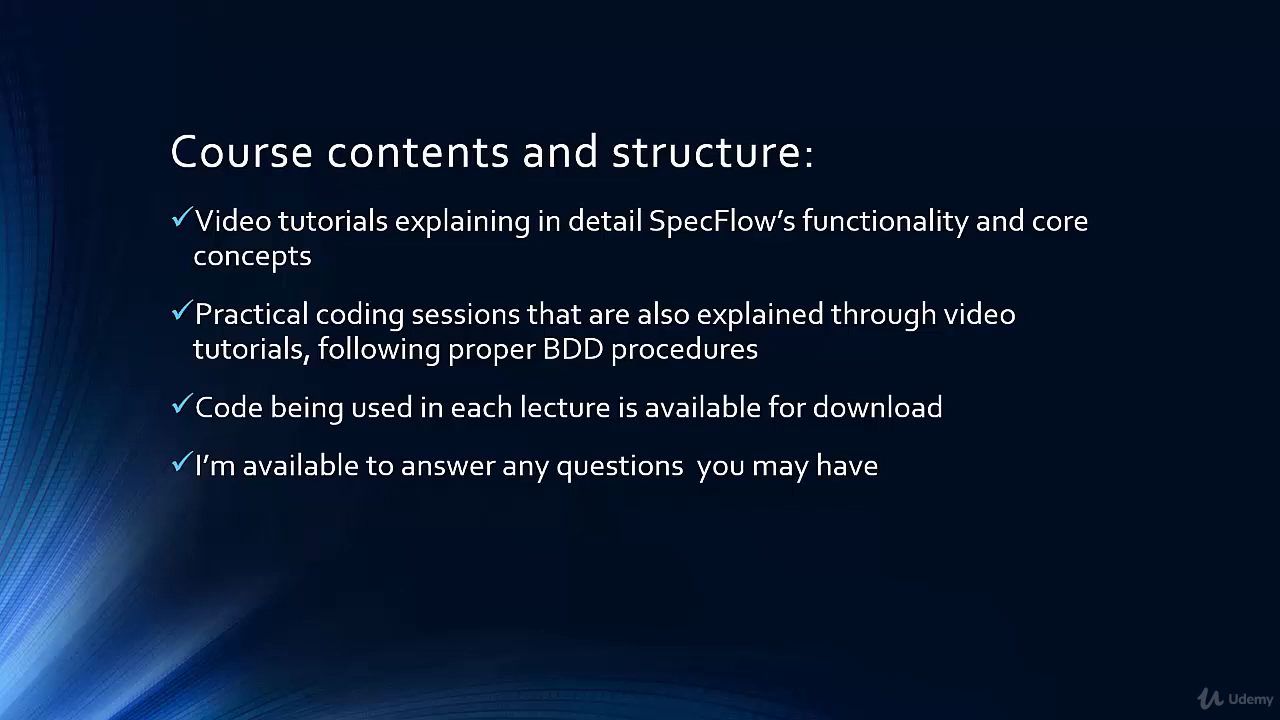 Course contents and structure:
✓Video tutorials explaining in detail SpecFlow's functionality and core
concepts
✓Practical coding sessions that are also explained through video
tutorials, following proper BDD procedures
✓Code being used in each lecture is available for download
✓I'm available to answer any questions  you may have
Udemy